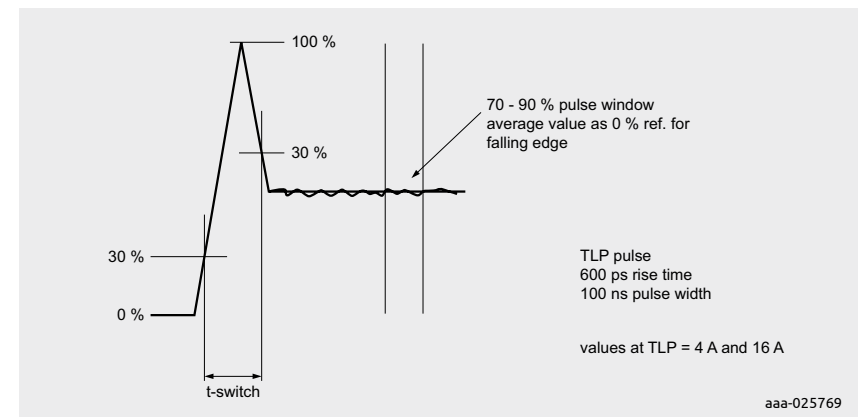 100 %
70 - 90 % pulse window
average value as 0 % ref. for
falling edge
30 %
30 %
TLP pulse
600 ps rise time
100 ns pulse width
0 %
values at TLP = 4 A and 16 A
t-switch
aaa-025769